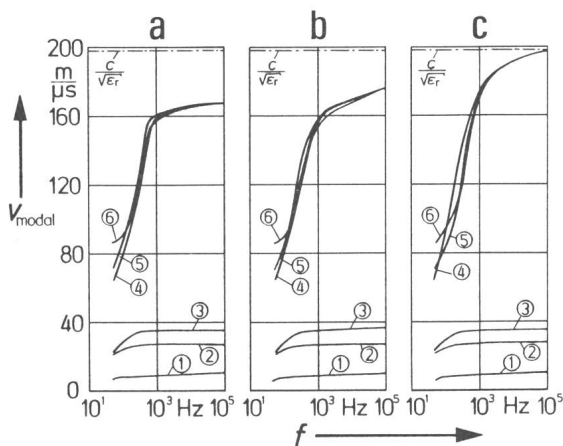 a b c
200
m/μs
160
120
V modal
80
40
0
c/√εr c/√εr c/√εr
⑥ ⑤ ④ ③ ② ①
⑥ ⑤ ④ ③ ② ①
⑥ ⑤ ④ ③ ② ①
10¹ 10³ Hz 10⁵ 10¹ 10³ Hz 10⁵ 10¹ 10³ Hz 10⁵
f